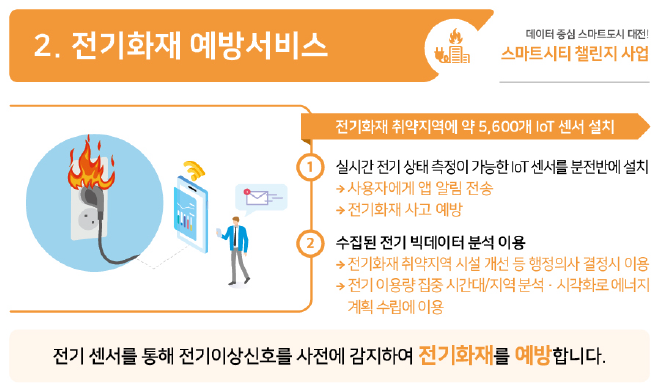 2. 전기화재 예방서비스
데이터 중심 스마트도시 대전!
스마트시티 챌린지 사업
전기화재 취약지역에 약 5,600개 IoT 센서 설치
1 실시간 전기 상태 측정이 가능한 IoT 센서를 분전반에 설치
→ 사용자에게 앱 알림 전송
→ 전기화재 사고 예방
2 수집된 전기 빅데이터 분석 이용
→ 전기화재 취약지역 시설 개선 등 행정의사 결정시 이용
→ 전기 이용량 집중 시간대/지역 분석 · 시각화로 에너지
계획 수립에 이용
전기 센서를 통해 전기이상신호를 사전에 감지하여 전기화재를 예방합니다.